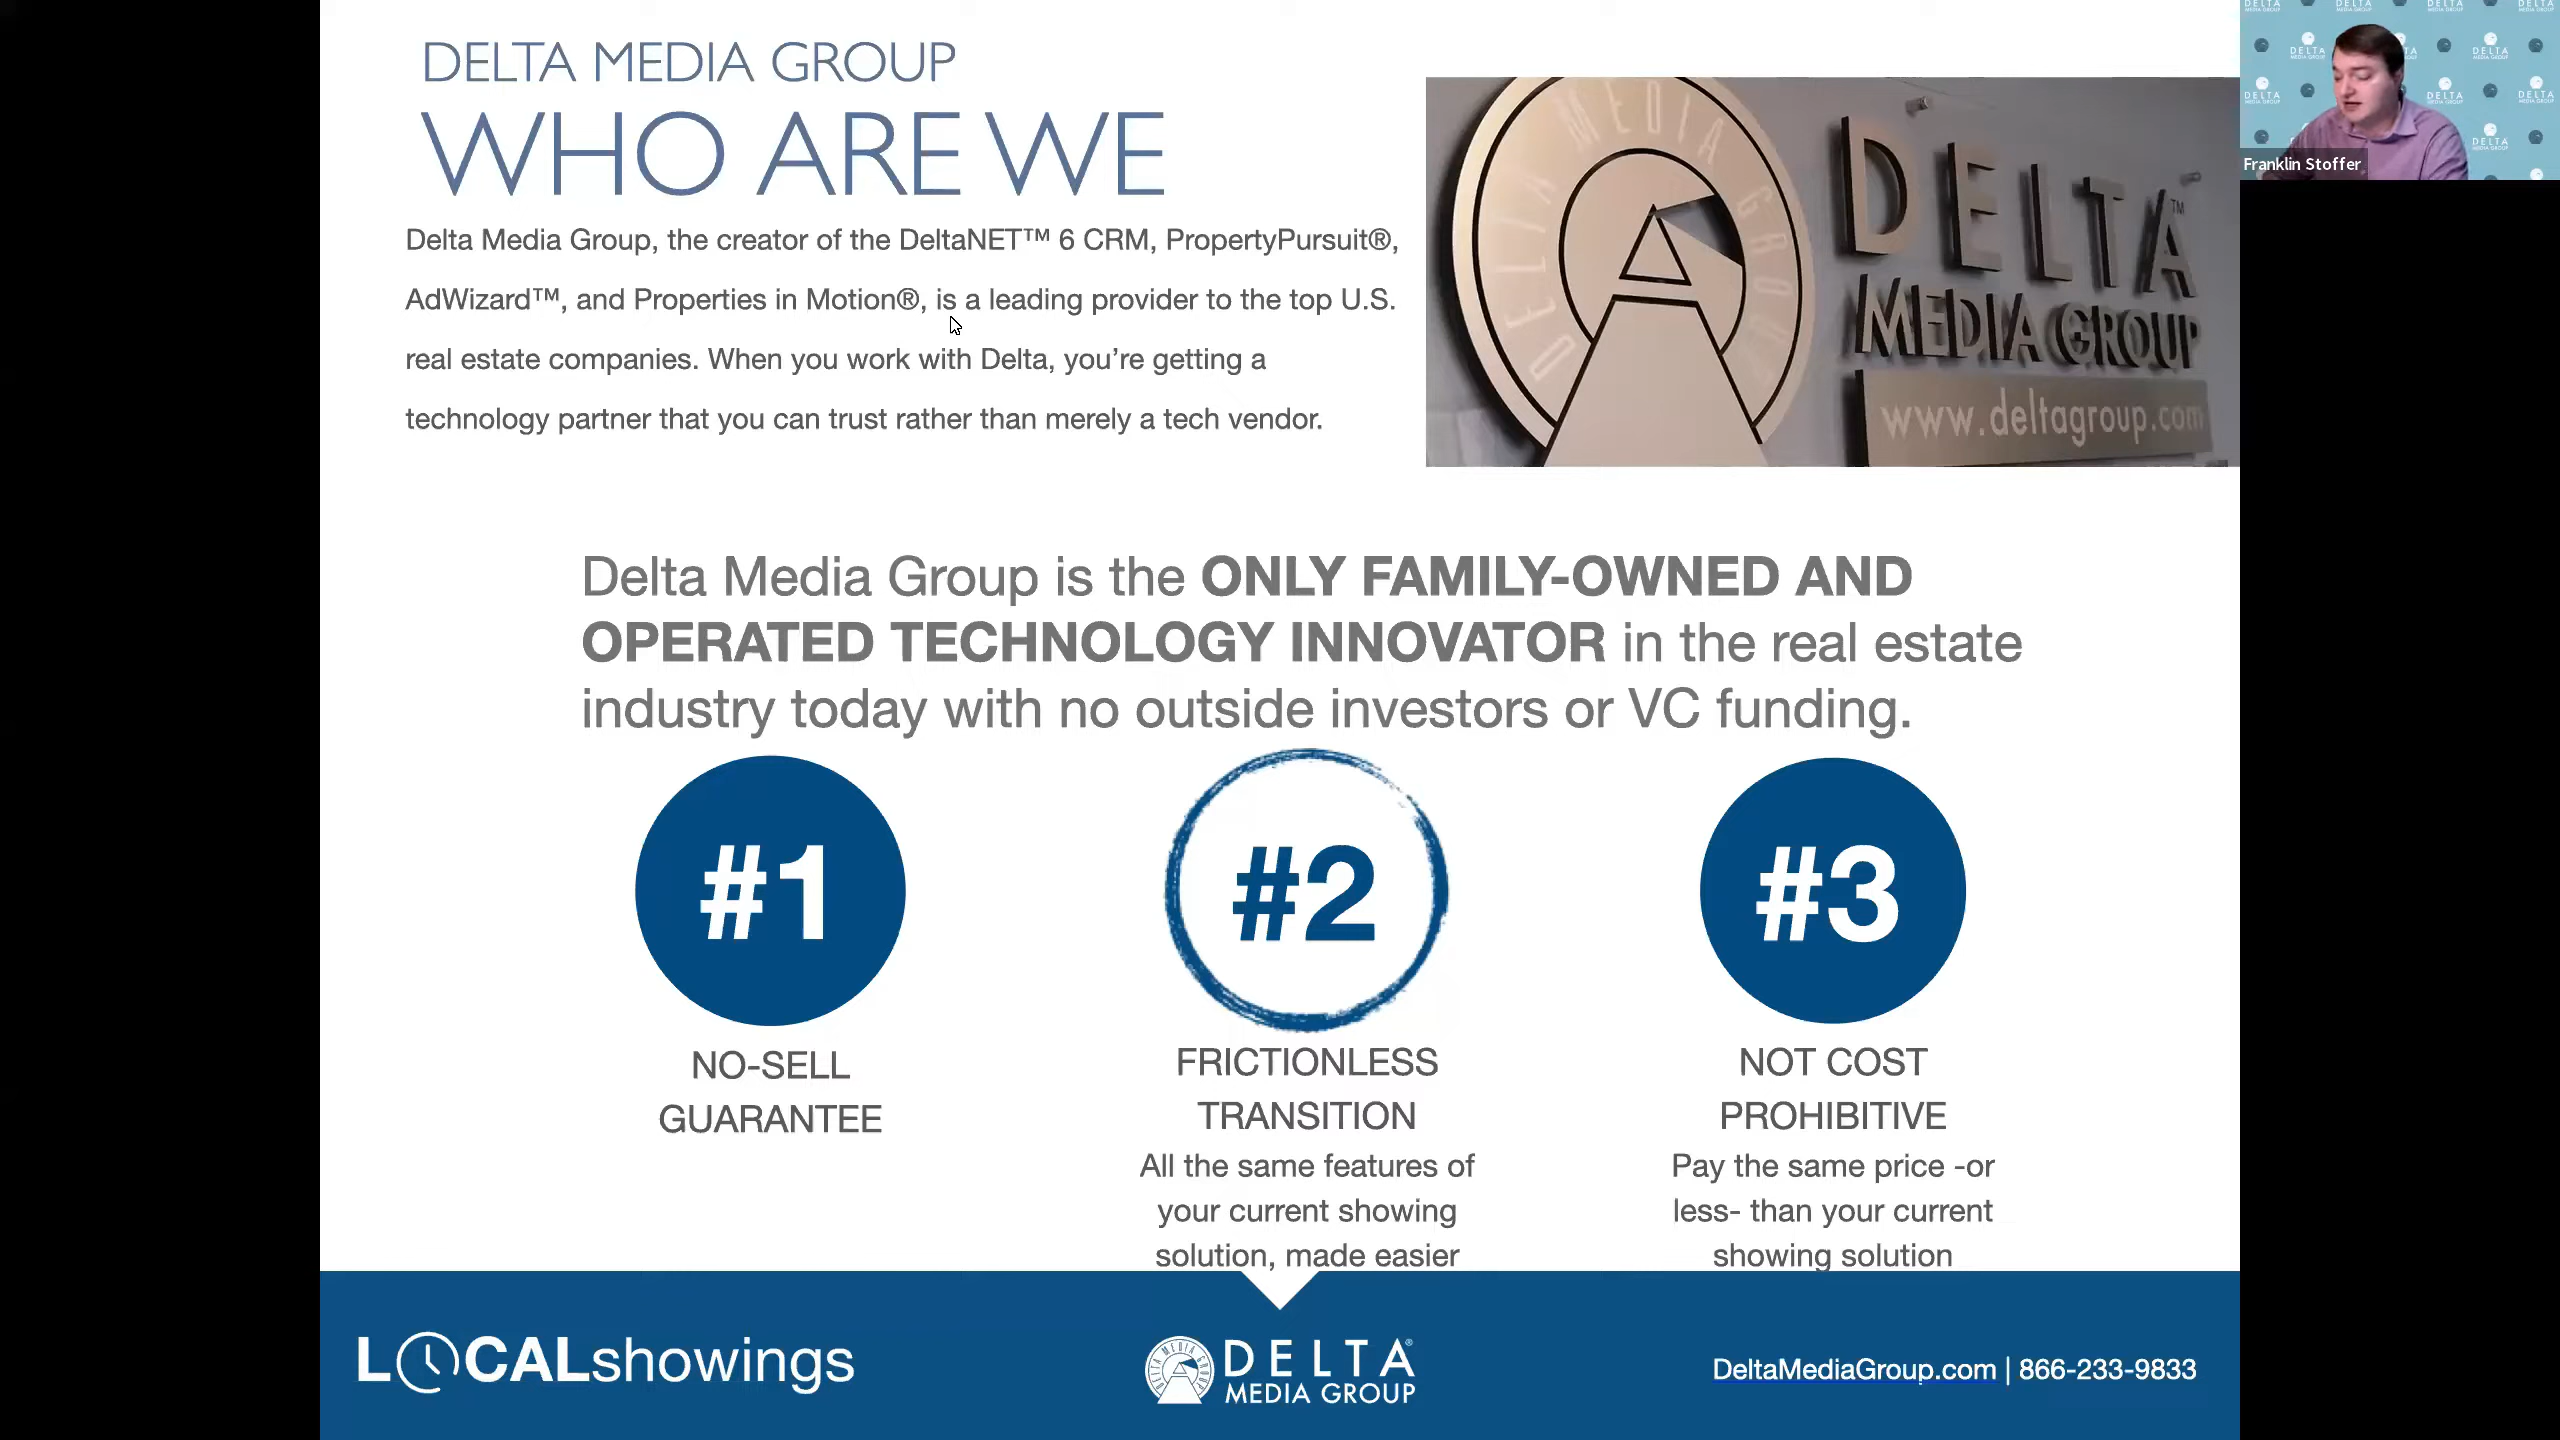 DELTA MEDIA GROUP
WHO ARE WE
Delta Media Group, the creator of the DeltaNET™ 6 CRM, PropertyPursuit®,
AdWizard™, and Properties in Motion®, is a leading provider to the top U.S.
real estate companies. When you work with Delta, you’re getting a
technology partner that you can trust rather than merely a tech vendor.
DELTA MEDIA GROUP
DELTA™
MEDIA GROUP
www.deltagroup.com
Franklin Stoffer
Delta Media Group is the ONLY FAMILY-OWNED AND
OPERATED TECHNOLOGY INNOVATOR in the real estate
industry today with no outside investors or VC funding.
#1
NO-SELL
GUARANTEE
#2
FRICTIONLESS
TRANSITION
All the same features of
your current showing
solution, made easier
#3
NOT COST
PROHIBITIVE
Pay the same price -or
less- than your current
showing solution
LOCALshowings
DELTA MEDIA GROUP
DELTA®
MEDIA GROUP
DeltaMediaGroup.com | 866-233-9833